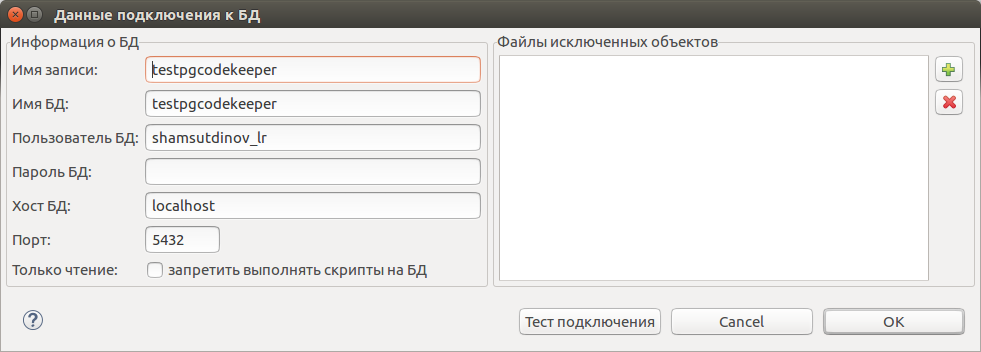 Данные подключения к БД
Информация о БД
Имя записи: testpgcodekeeper
Имя БД: testpgcodekeeper
Пользователь БД: shamsutdinov_lr
Пароль БД:
Хост БД: localhost
Порт: 5432
Только чтение: запретить выполнять скрипты на БД
Файлы исключенных объектов
?
Тест подключения
Cancel
OK